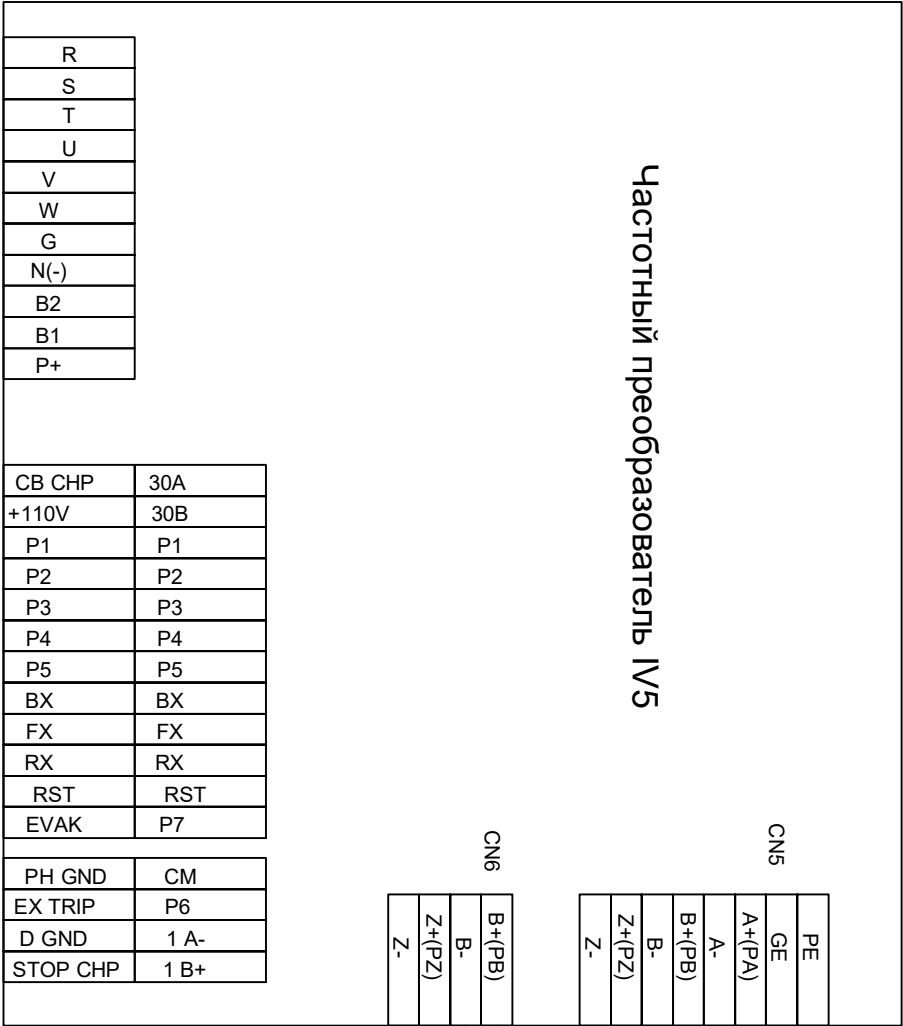 R
S
T
U
V
W
G
N(-)
B2
B1
P+
Частотный преобразователь IV5
CB CHP 30A
+110V 30B
P1 P1
P2 P2
P3 P3
P4 P4
P5 P5
BX BX
FX FX
RX RX
RST RST
EVAK P7
PH GND CM
EX TRIP P6
D GND 1 A-
STOP CHP 1 B+
CN6
Z-
Z+(PZ)
B-
B+(PB)
CN5
Z-
Z+(PZ)
B-
B+(PB)
A-
A+(PA)
GE
PE